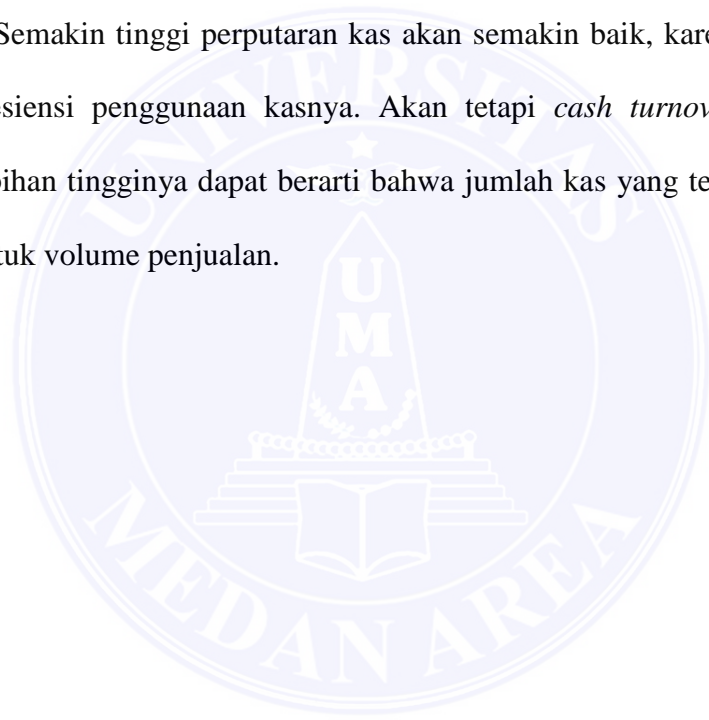 Semakin tinggi perputaran kas akan semakin baik, kare
esiensi penggunaan kasnya. Akan tetapi cash turnov
bihan tingginya dapat berarti bahwa jumlah kas yang te
tuk volume penjualan.
UNIVERSITAS
UMA
MEDAN AREA